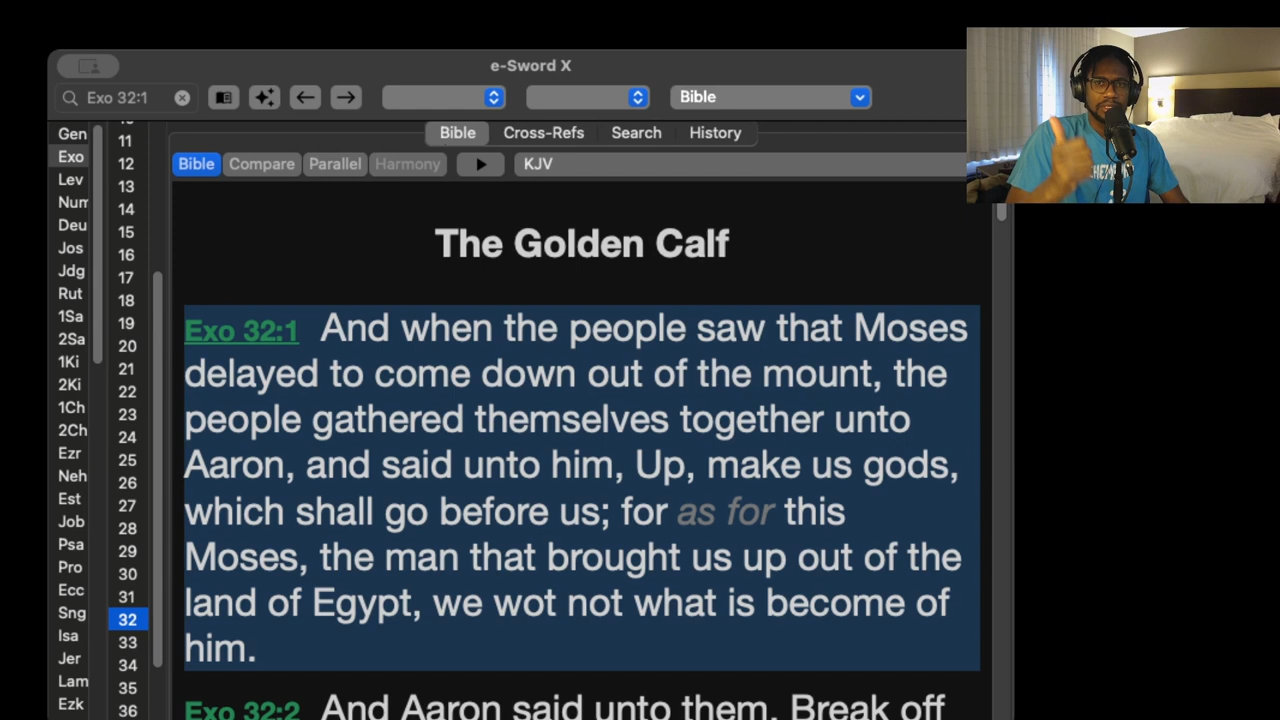 e-Sword X
Exo 32:1
Bible
Bible Cross-Refs Search History
Bible Compare Parallel Harmony KJV
Gen
Exo
Lev
Num
Deu
Jos
Jdg
Rut
1Sa
2Sa
1Ki
2Ki
1Ch
2Ch
Ezr
Neh
Est
Job
Psa
Pro
Ecc
Sng
Isa
Jer
Lam
Ezk
11
12
13
14
15
16
17
18
19
20
21
22
23
24
25
26
27
28
29
30
31
32
33
34
35
36
The Golden Calf
Exo 32:1 And when the people saw that Moses
delayed to come down out of the mount, the
people gathered themselves together unto
Aaron, and said unto him, Up, make us gods,
which shall go before us; for as for this
Moses, the man that brought us up out of the
land of Egypt, we wot not what is become of
him.
Exo 32:2 And Aaron said unto them, Break off